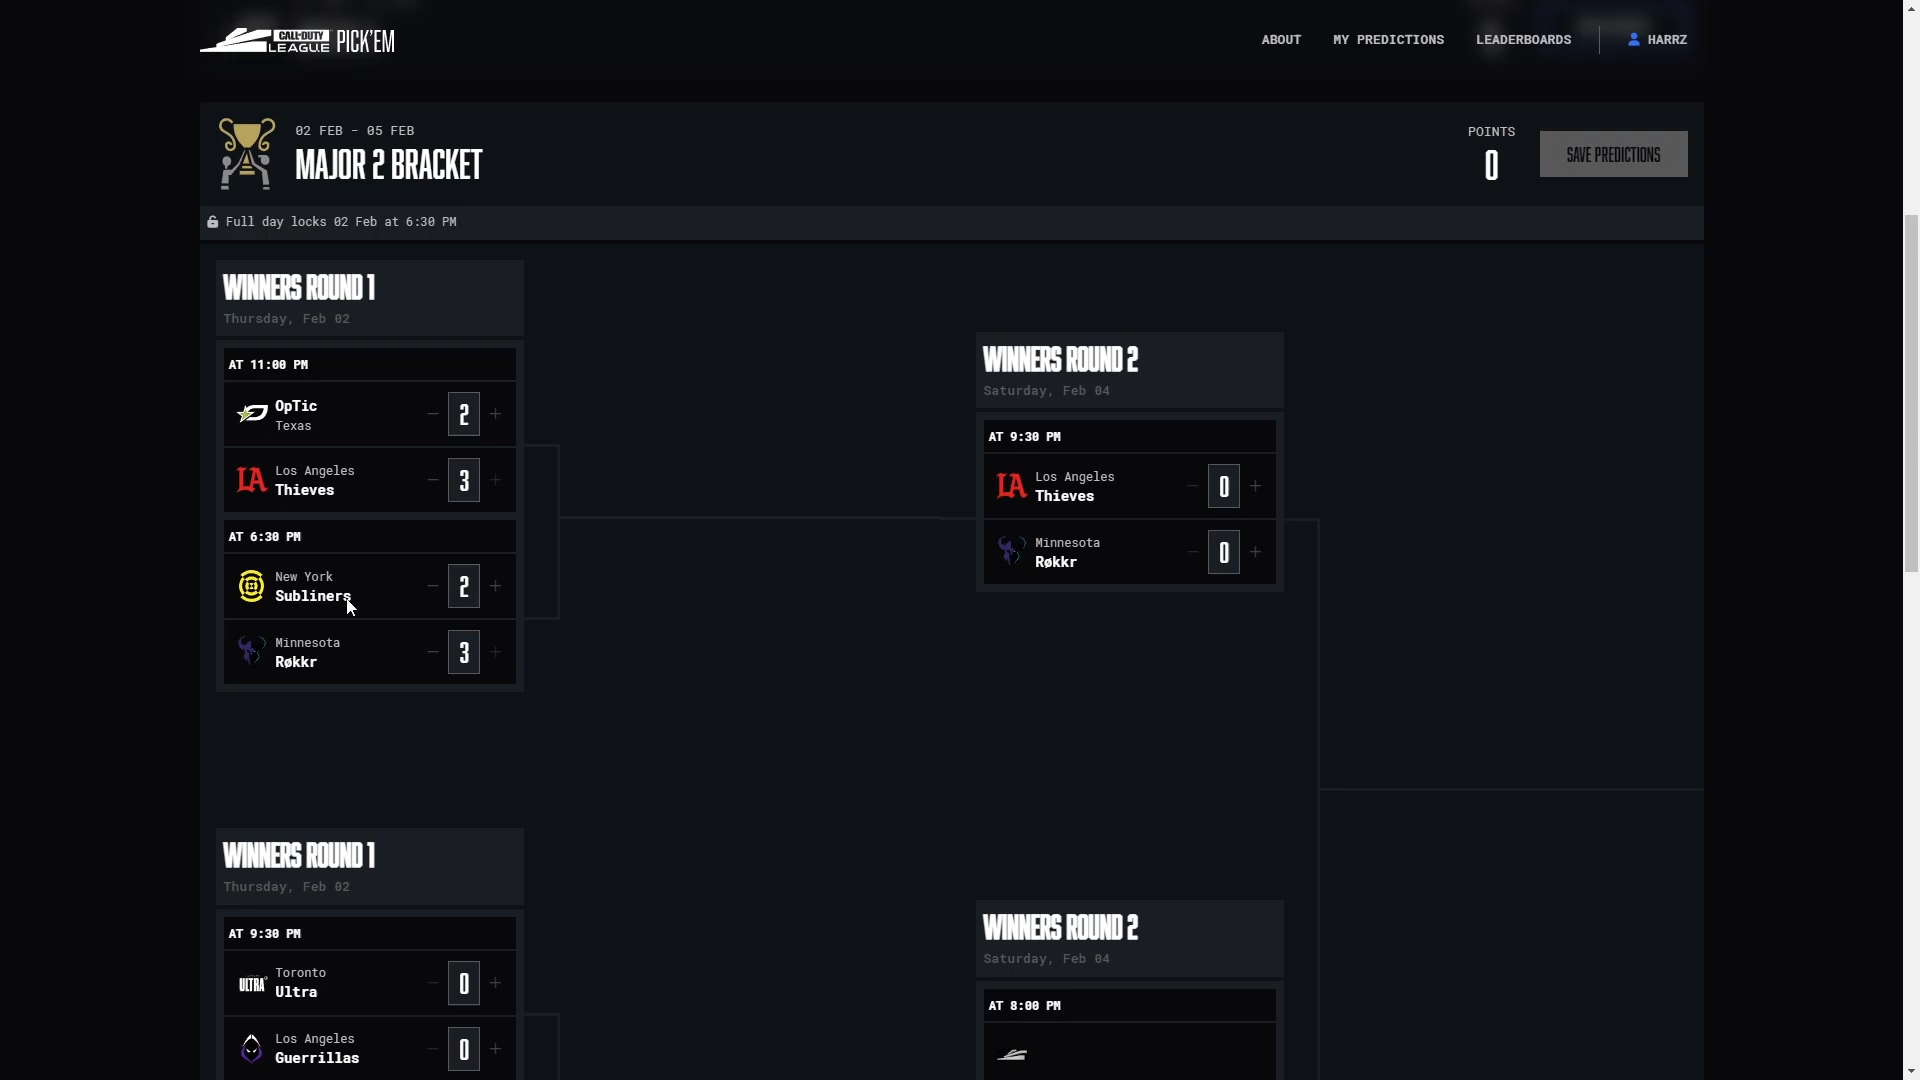 CALL OF DUTY
LEAGUE
PICK'EM
ABOUT
MY PREDICTIONS
LEADERBOARDS
HARRZ
02 FEB - 05 FEB
MAJOR 2 BRACKET
POINTS
0
SAVE PREDICTIONS
Full day locks 02 Feb at 6:30 PM
WINNERS ROUND 1
Thursday, Feb 02
AT 11:00 PM
OpTic
Texas
− 2 +
LA
Los Angeles
Thieves
− 3 +
AT 6:30 PM
New York
Subliners
− 2 +
Minnesota
Røkkr
− 3 +
WINNERS ROUND 2
Saturday, Feb 04
AT 9:30 PM
LA
Los Angeles
Thieves
− 0 +
Minnesota
Røkkr
− 0 +
WINNERS ROUND 1
Thursday, Feb 02
AT 9:30 PM
ULTRA
Toronto
Ultra
− 0 +
Los Angeles
Guerrillas
− 0 +
WINNERS ROUND 2
Saturday, Feb 04
AT 8:00 PM